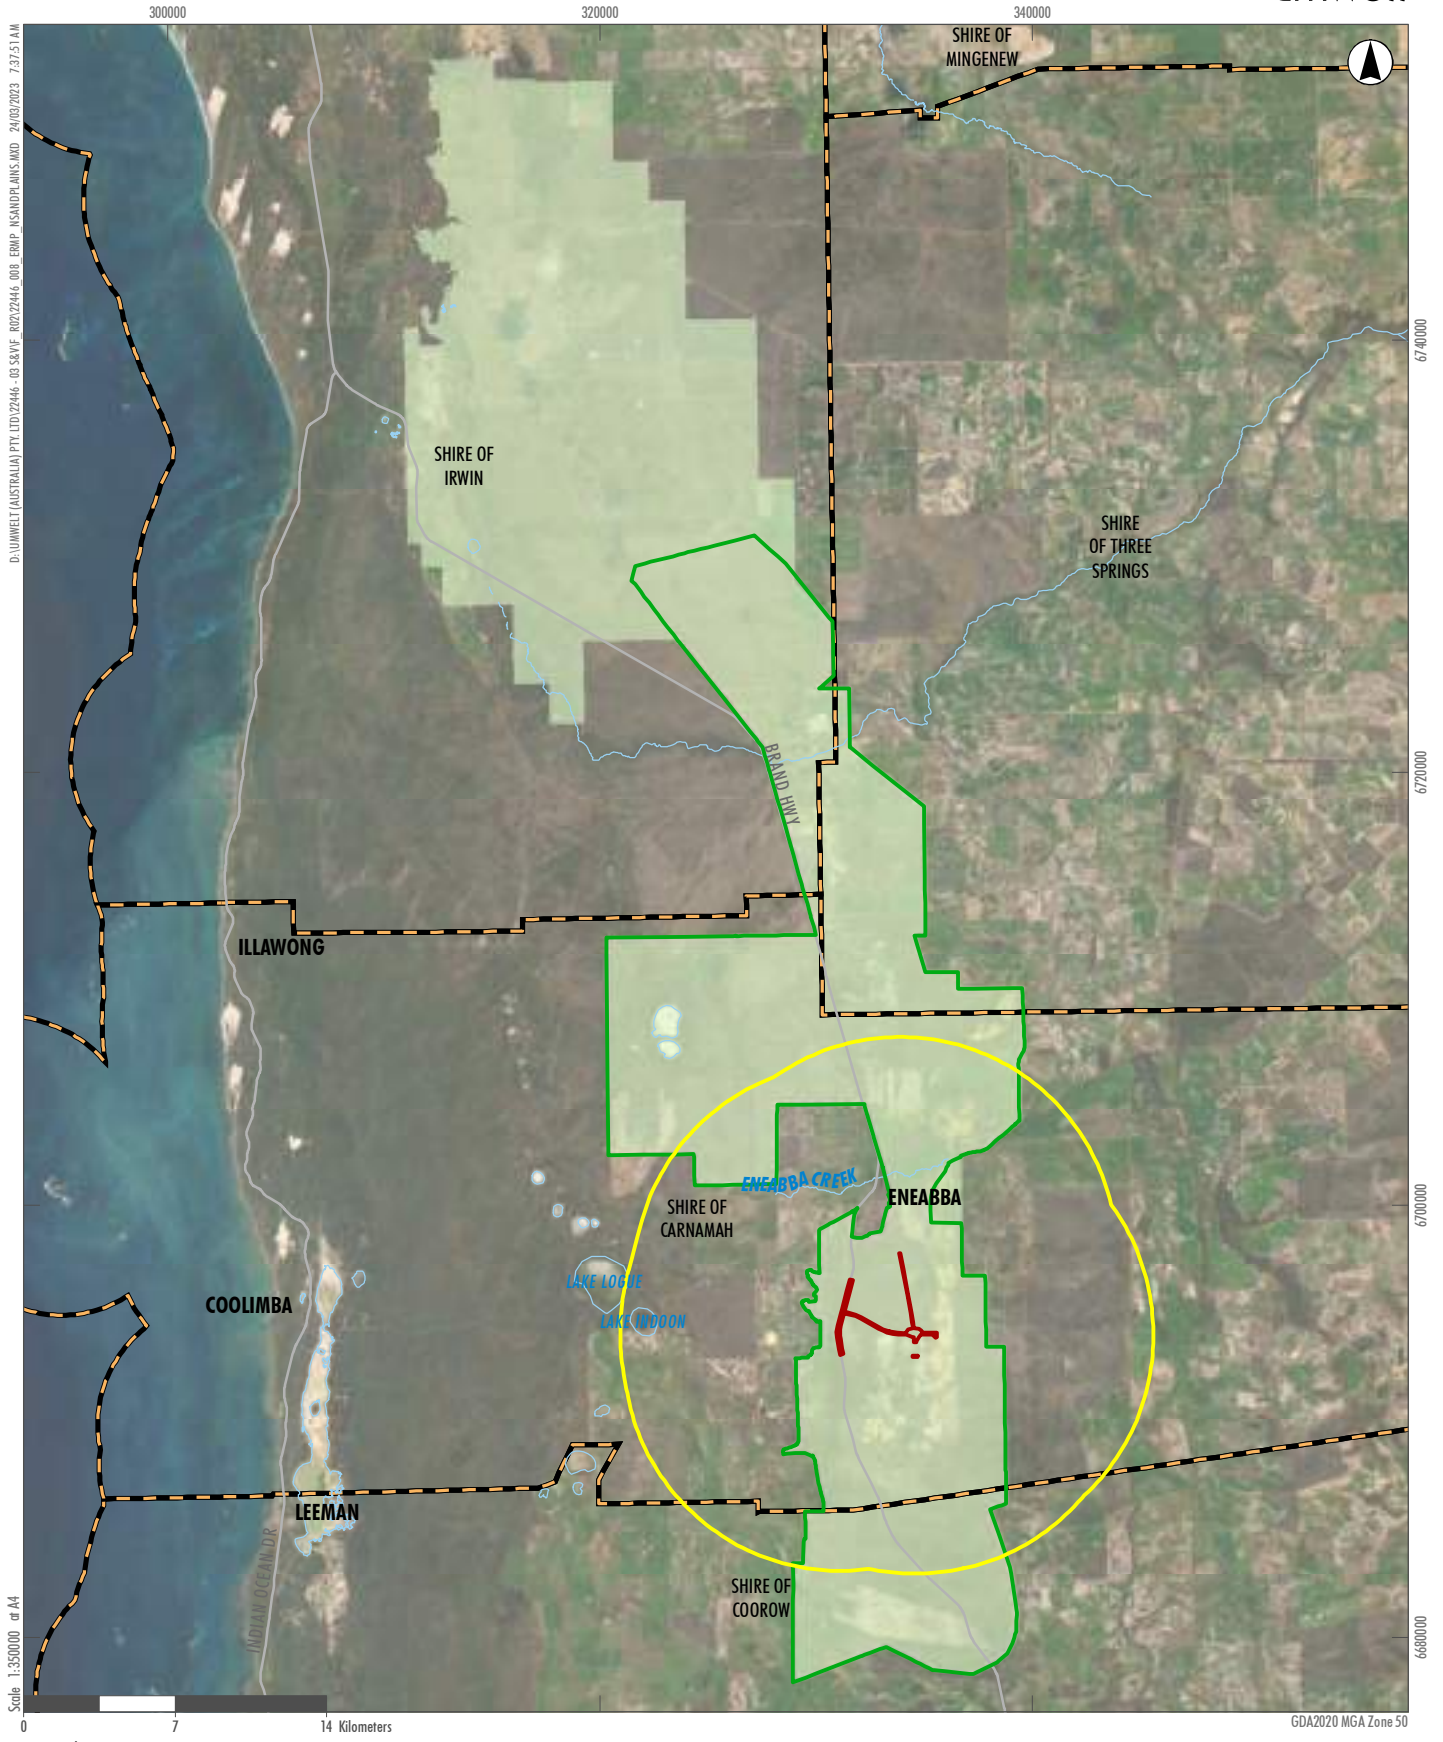 300000
320000
340000
SHIRE OF
MINGENEW
D:\UMWELT (AUSTRALIA) PTY. LTD\22446 - 03 S&V\F_R02\22446_008_ERMP_NSANDPLAINS.MXD 24/03/2023 7:37:51 AM
6740000
SHIRE OF
IRWIN
SHIRE
OF THREE
SPRINGS
6720000
BRAND HWY
ILLAWONG
ENEABBA CREEK
ENEABBA
6700000
SHIRE OF
CARNAMAH
LAKE LOGUE
COOLIMBA
LAKE INDOON
LEEMAN
INDIAN OCEAN DR
SHIRE OF
COOROW
6680000
Scale 1:350000 at A4
0
7
14 Kilometers
GDA2020 MGA Zone 50